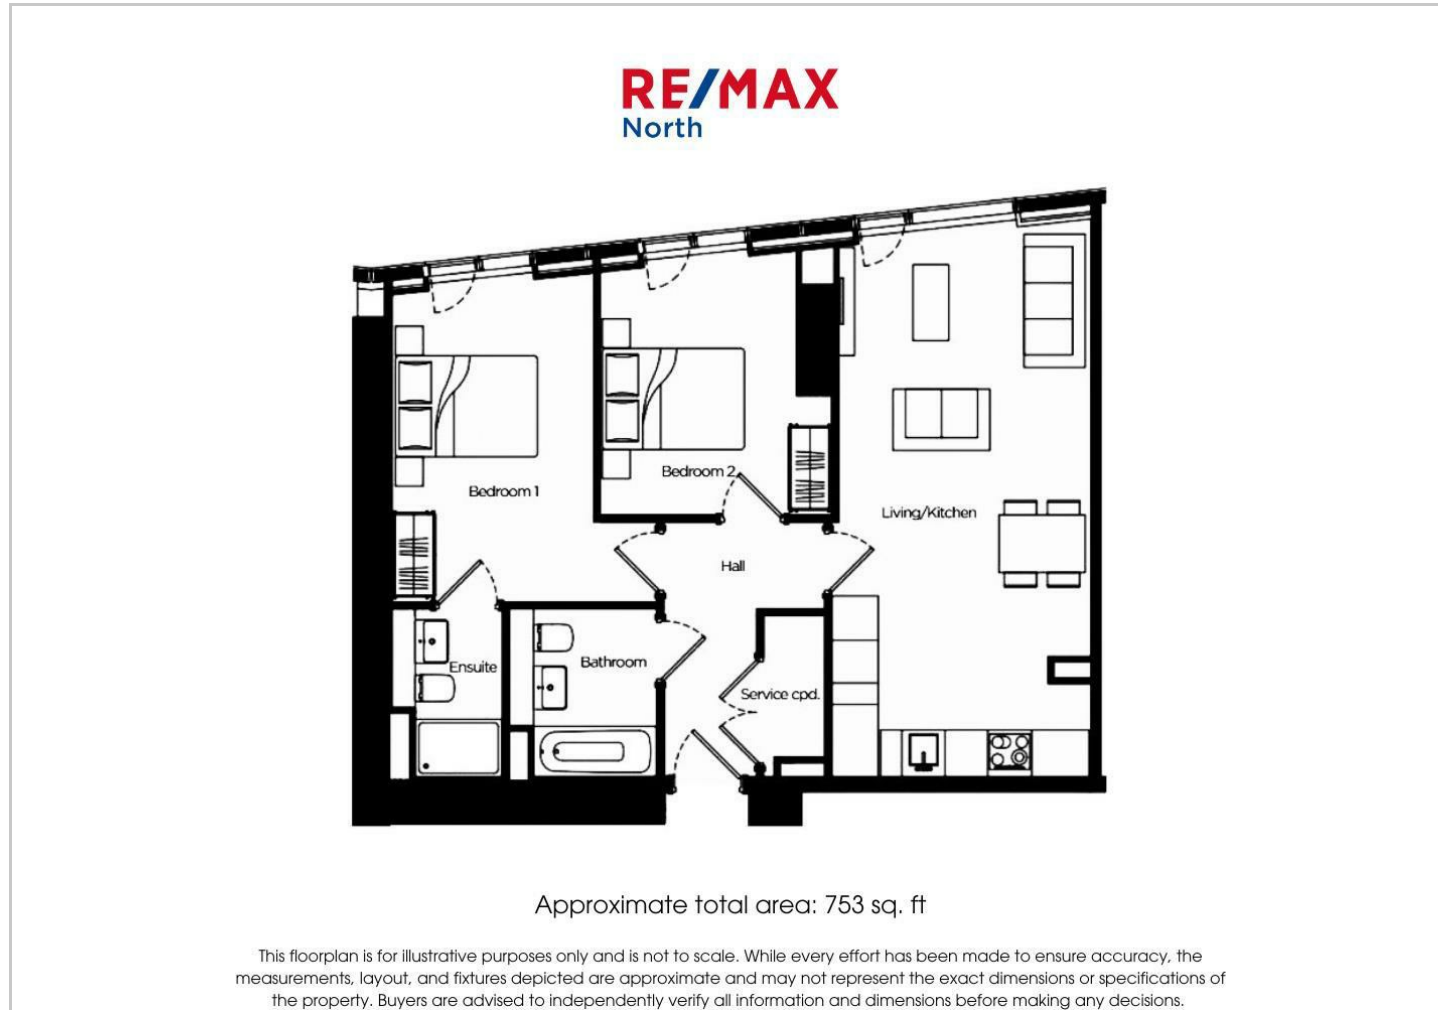 RE/MAX
North
Bedroom 2
Bedroom 1
Living/Kitchen
Hall
Ensuite
Bathroom
Service cpd.
Approximate total area: 753 sq. ft
This floorplan is for illustrative purposes only and is not to scale. While every effort has been made to ensure accuracy, the
measurements, layout, and fixtures depicted are approximate and may not represent the exact dimensions or specifications of
the property. Buyers are advised to independently verify all information and dimensions before making any decisions.